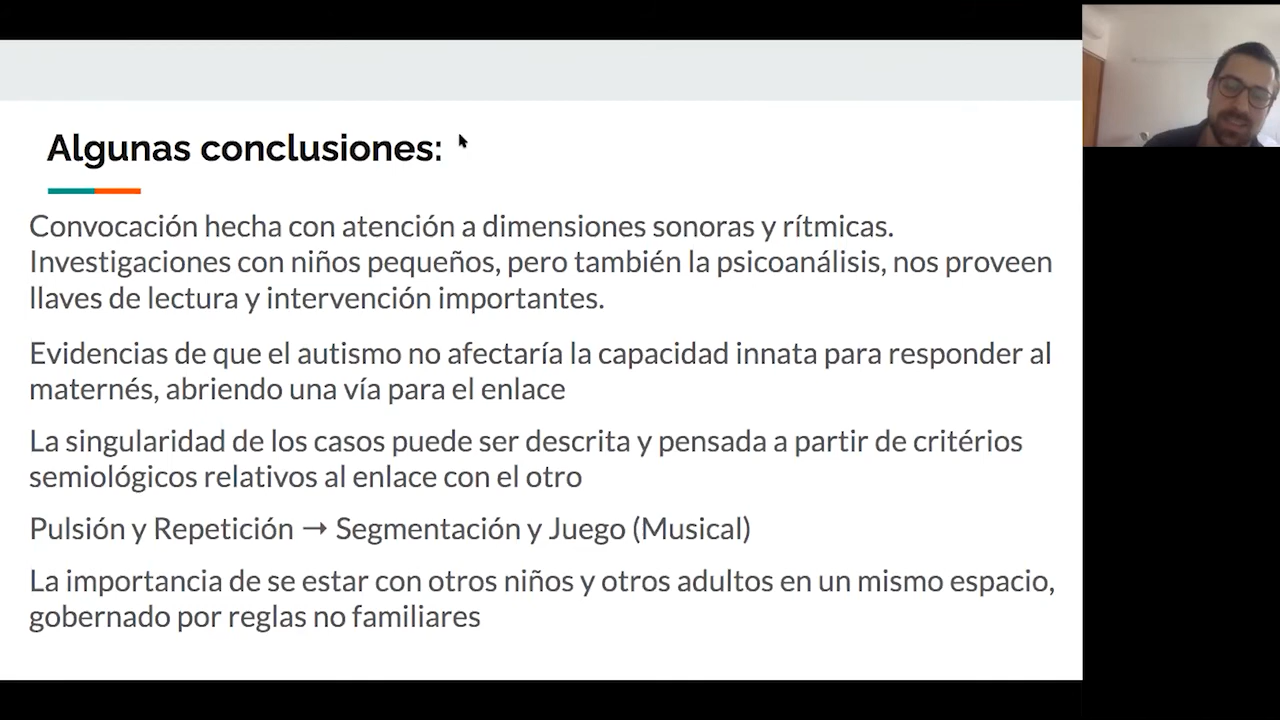 Algunas conclusiones:
Convocación hecha con atención a dimensiones sonoras y rítmicas.
Investigaciones con niños pequeños, pero también la psicoanálisis, nos proveen
llaves de lectura y intervención importantes.
Evidencias de que el autismo no afectaría la capacidad innata para responder al
maternés, abriendo una vía para el enlace
La singularidad de los casos puede ser descrita y pensada a partir de critérios
semiológicos relativos al enlace con el otro
Pulsión y Repetición → Segmentación y Juego (Musical)
La importancia de se estar con otros niños y otros adultos en un mismo espacio,
gobernado por reglas no familiares